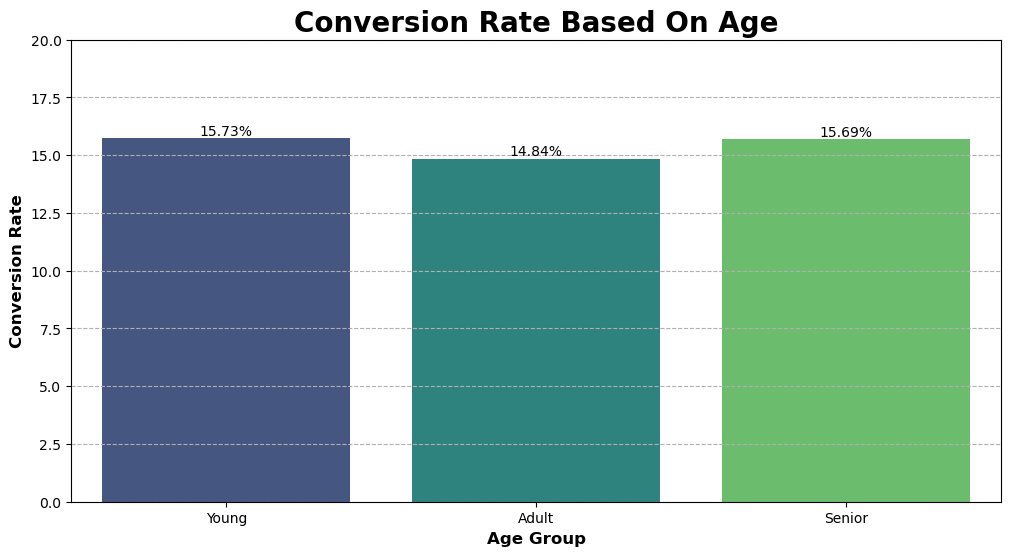 Conversion Rate Based On Age
20.0
17.5
15.0
12.5
10.0
7.5
5.0
2.5
0.0
Conversion Rate
15.73%
14.84%
15.69%
Young
Adult
Senior
Age Group